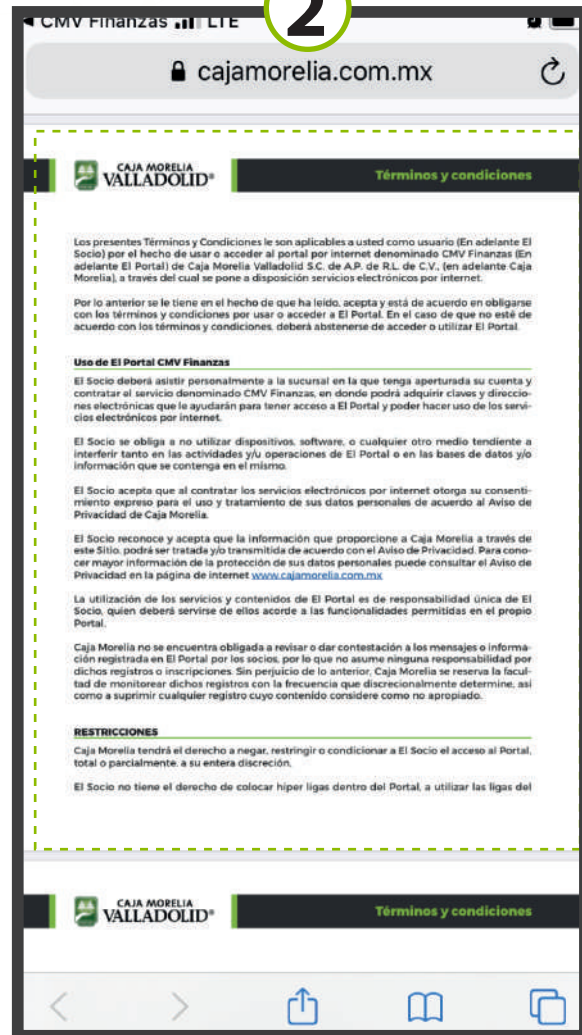 2
CMV Finanzas LTE
cajamorelia.com.mx
CAJA MORELIA
VALLADOLID®
Términos y condiciones
Los presentes Términos y Condiciones le son aplicables a usted como usuario (En adelante El
Socio) por el hecho de usar o acceder al portal por internet denominado CMV Finanzas (En
adelante El Portal) de Caja Morelia Valladolid S.C. de A.P. de R.L. de C.V., (en adelante Caja
Morelia), a través del cual se pone a disposición servicios electrónicos por internet.
Por lo anterior se le tiene en el hecho de que ha leído, acepta y está de acuerdo en obligarse
con los términos y condiciones por usar o acceder a El Portal. En el caso de que no esté de
acuerdo con los términos y condiciones, deberá abstenerse de acceder o utilizar El Portal.
Uso de El Portal CMV Finanzas
El Socio deberá asistir personalmente a la sucursal en la que tenga aperturada su cuenta y
contratar el servicio denominado CMV Finanzas, en donde podrá adquirir claves y direccio-
nes electrónicas que le ayudarán para tener acceso a El Portal y poder hacer uso de los servi-
cios electrónicos por internet.
El Socio se obliga a no utilizar dispositivos, software, o cualquier otro medio tendiente a
interferir tanto en las actividades y/u operaciones de El Portal o en las bases de datos y/o
información que se contenga en el mismo.
El Socio acepta que al contratar los servicios electrónicos por internet otorga su consenti-
miento expreso para el uso y tratamiento de sus datos personales de acuerdo al Aviso de
Privacidad de Caja Morelia.
El Socio reconoce y acepta que la información que proporcione a Caja Morelia a través de
este Sitio, podrá ser tratada y/o transmitida de acuerdo con el Aviso de Privacidad. Para cono-
cer mayor información de la protección de sus datos personales puede consultar el Aviso de
Privacidad en la página de internet www.cajamorelia.com.mx
La utilización de los servicios y contenidos de El Portal es de responsabilidad única de El
Socio, quien deberá servirse de ellos acorde a las funcionalidades permitidas en el propio
Portal.
Caja Morelia no se encuentra obligada a revisar o dar contestación a los mensajes o informa-
ción registrada en El Portal por los socios, por lo que no asume ninguna responsabilidad por
dichos registros o inscripciones. Sin perjuicio de lo anterior, Caja Morelia se reserva la facul-
tad de monitorear dichos registros con la frecuencia que discrecionalmente determine, así
como a suprimir cualquier registro cuyo contenido considere como no apropiado.
RESTRICCIONES
Caja Morelia tendrá el derecho a negar, restringir o condicionar a El Socio el acceso al Portal,
total o parcialmente, a su entera discreción.
El Socio no tiene el derecho de colocar hiper ligas dentro del Portal, a utilizar las ligas del
CAJA MORELIA
VALLADOLID®
Términos y condiciones